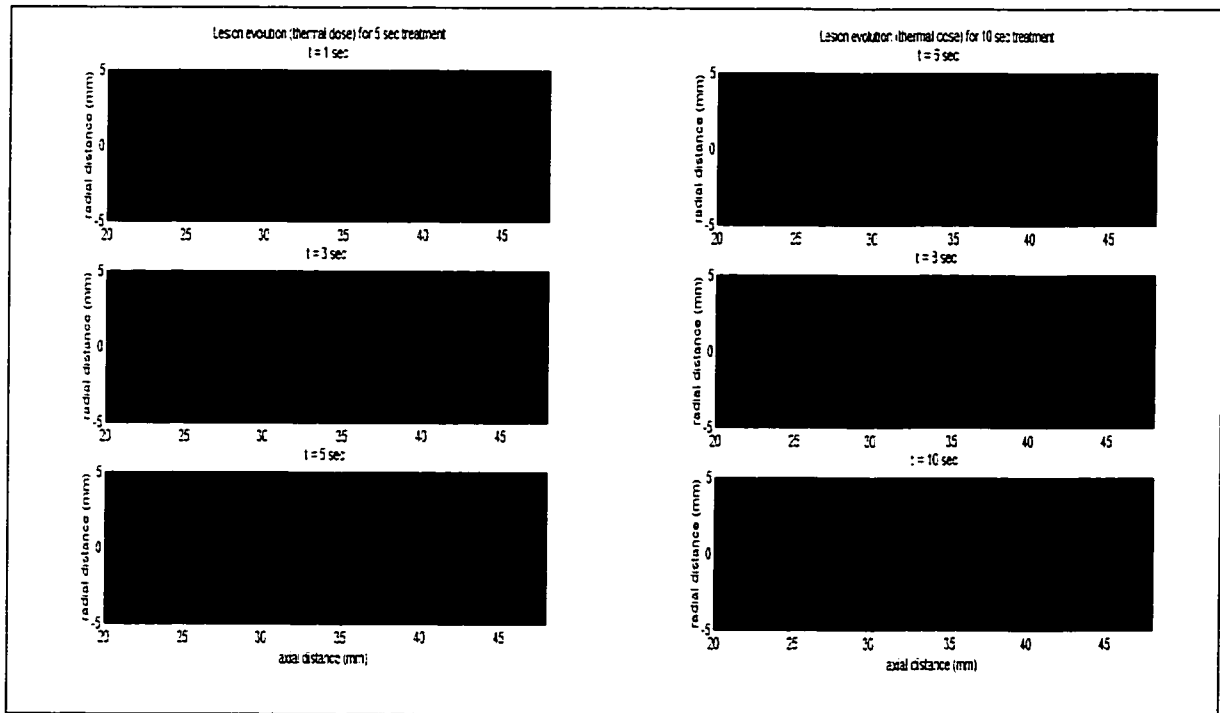 Lesion evolution (thermal dose) for 5 sec treatment
t = 1 sec
radial distance (mm)
5
0
-5
20 25 30 35 40 45
t = 3 sec
radial distance (mm)
5
0
-5
20 25 30 35 40 45
t = 5 sec
radial distance (mm)
5
0
-5
20 25 30 35 40 45
axial distance (mm)
Lesion evolution (thermal dose) for 10 sec treatment
t = sec
radial distance (mm)
5
0
-5
20 25 30 35 40 45
t = sec
radial distance (mm)
5
0
-5
20 25 30 35 40 45
t = 10 sec
radial distance (mm)
5
0
-5
20 25 30 35 40 45
axial distance (mm)